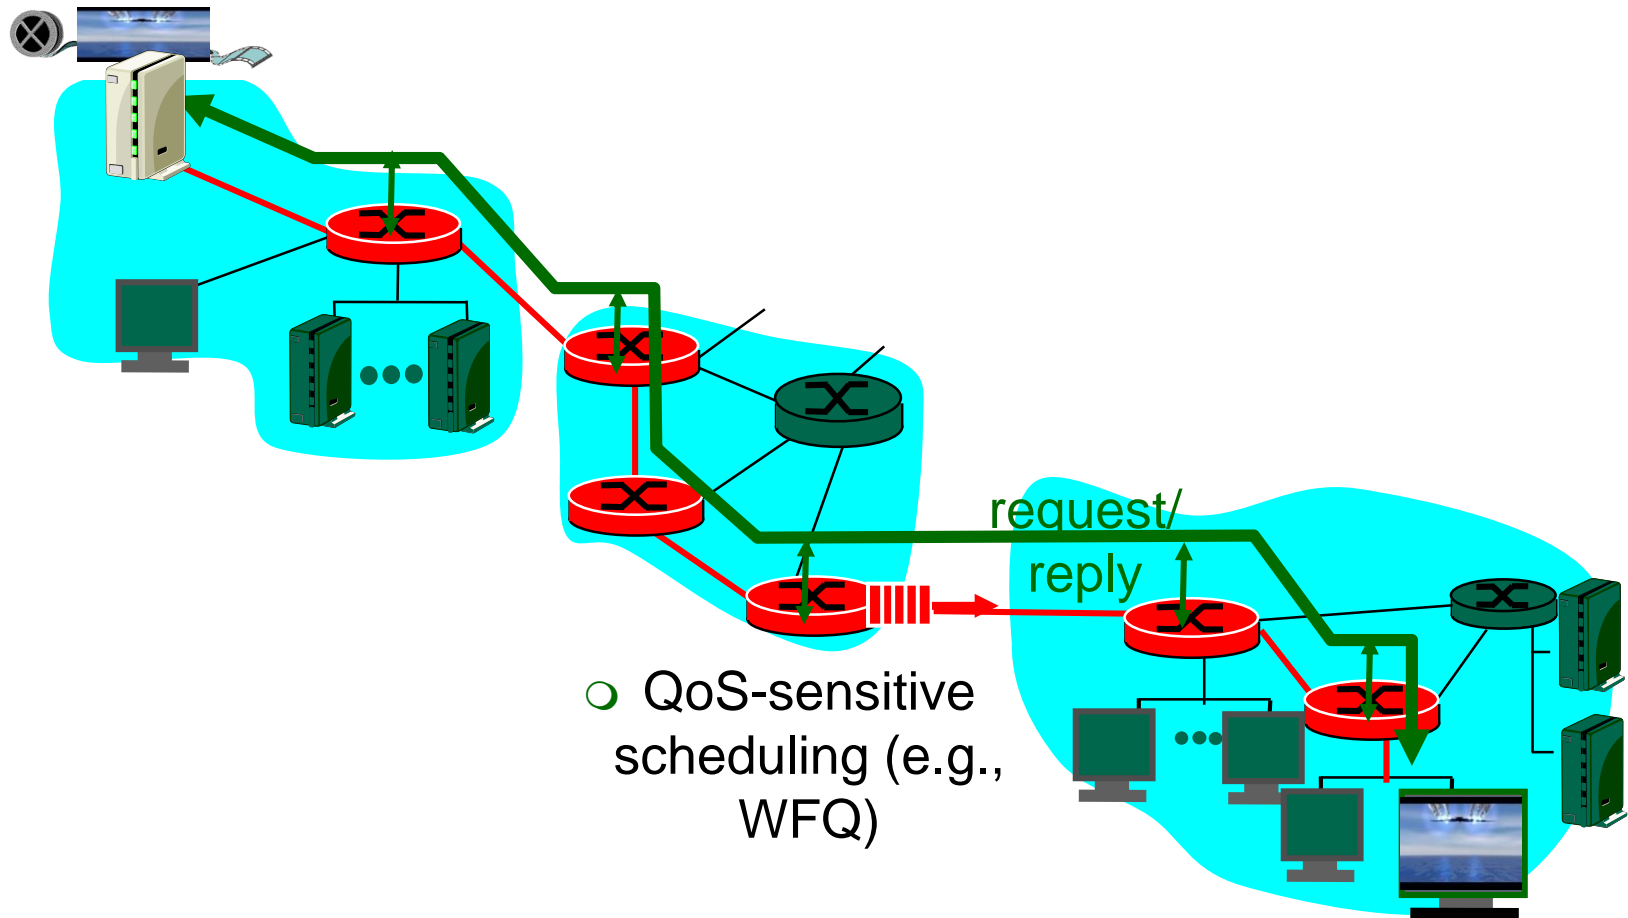 request/
reply
QoS-sensitive
scheduling (e.g.,
WFQ)